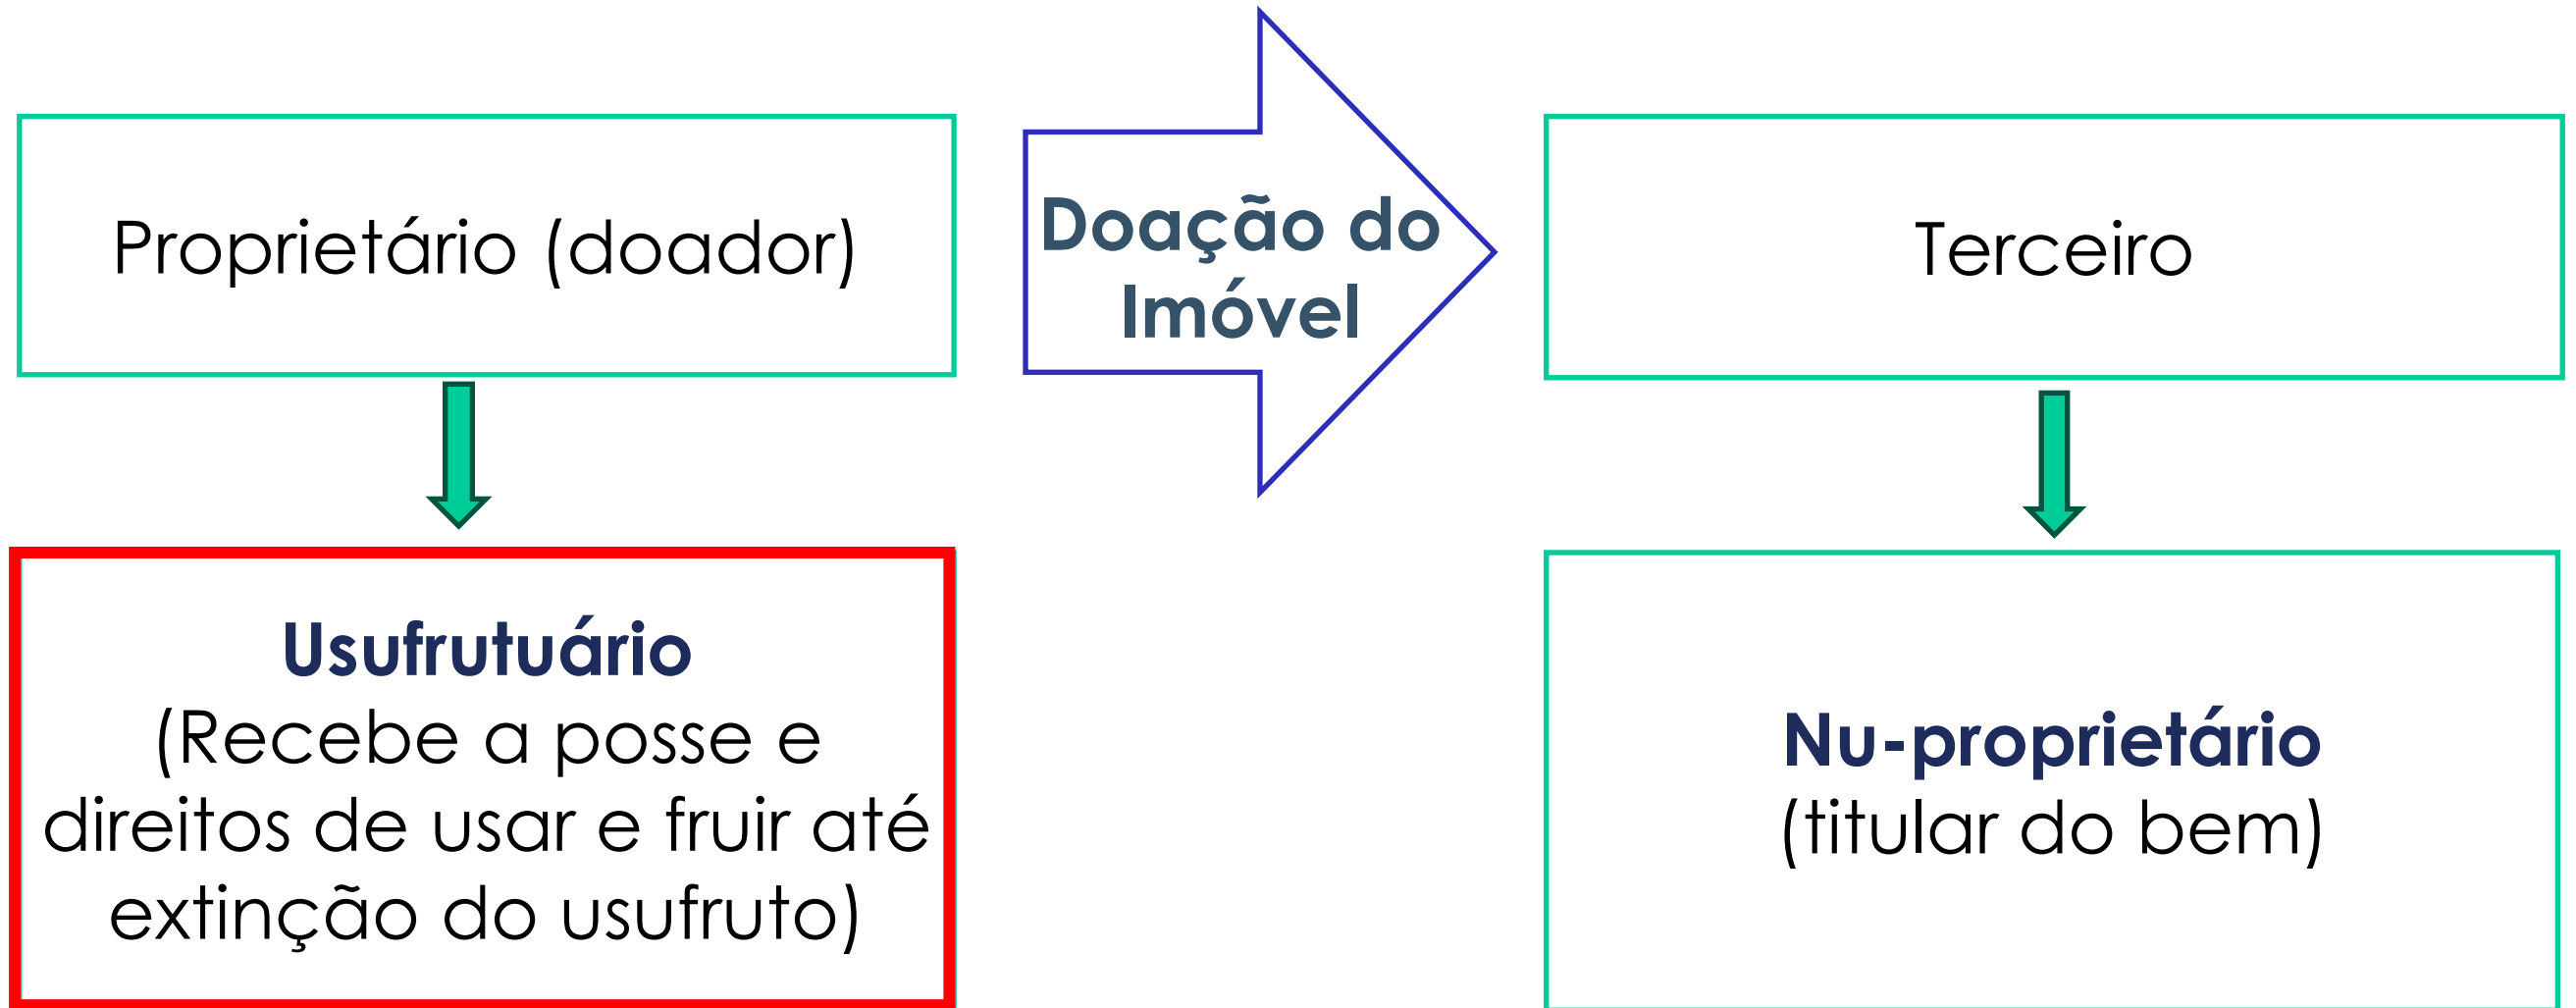 Proprietário (doador)
Doação do
Imóvel
Terceiro
Usufrutuário
(Recebe a posse e
direitos de usar e fruir até
extinção do usufruto)
Nu-proprietário
(titular do bem)